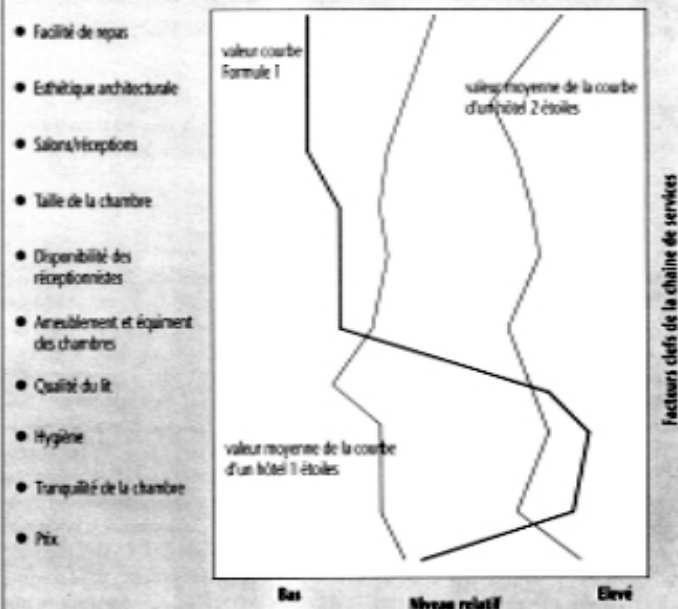 • Facilité de repas
• Esthétique architecturale
• Salons/réceptions
• Taille de la chambre
• Disponibilité des
réceptionnistes
• Ameublement et équiment
des chambres
• Qualité du lit
• Hygiène
• Tranquilité de la chambre
• Prix
valeur courbe
Formule 1
valeur moyenne de la courbe
d'un hôtel 2 étoiles
valeur moyenne de la courbe
d'un hôtel 1 étoiles
Bas
Niveau relatif
Elevé
Facteurs clefs de la chaine de services